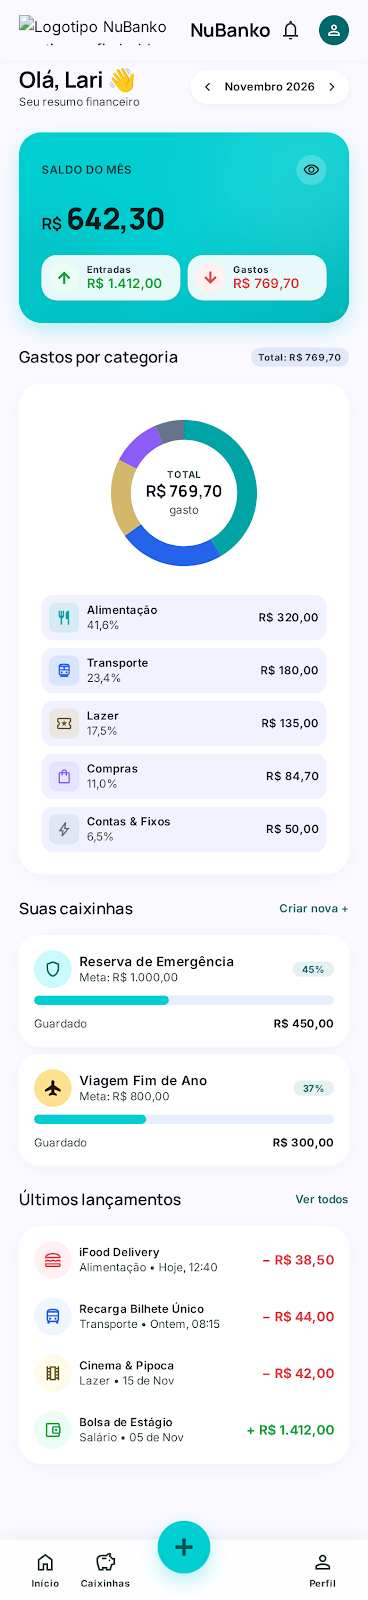 Logotipo NuBanko
NuBanko
Olá, Lari 👋
Seu resumo financeiro
Novembro 2026
SALDO DO MÊS
R$ 642,30
Entradas
R$ 1.412,00
Gastos
R$ 769,70
Gastos por categoria
Total: R$ 769,70
TOTAL
R$ 769,70
gasto
Alimentação
41,6%
R$ 320,00
Transporte
23,4%
R$ 180,00
Lazer
17,5%
R$ 135,00
Compras
11,0%
R$ 84,70
Contas & Fixos
6,5%
R$ 50,00
Suas caixinhas
Criar nova +
Reserva de Emergência
Meta: R$ 1.000,00
45%
Guardado
R$ 450,00
Viagem Fim de Ano
Meta: R$ 800,00
37%
Guardado
R$ 300,00
Últimos lançamentos
Ver todos
iFood Delivery
Alimentação • Hoje, 12:40
– R$ 38,50
Recarga Bilhete Único
Transporte • Ontem, 08:15
– R$ 44,00
Cinema & Pipoca
Lazer • 15 de Nov
– R$ 42,00
Bolsa de Estágio
Salário • 05 de Nov
+ R$ 1.412,00
Início
Caixinhas
+
Perfil